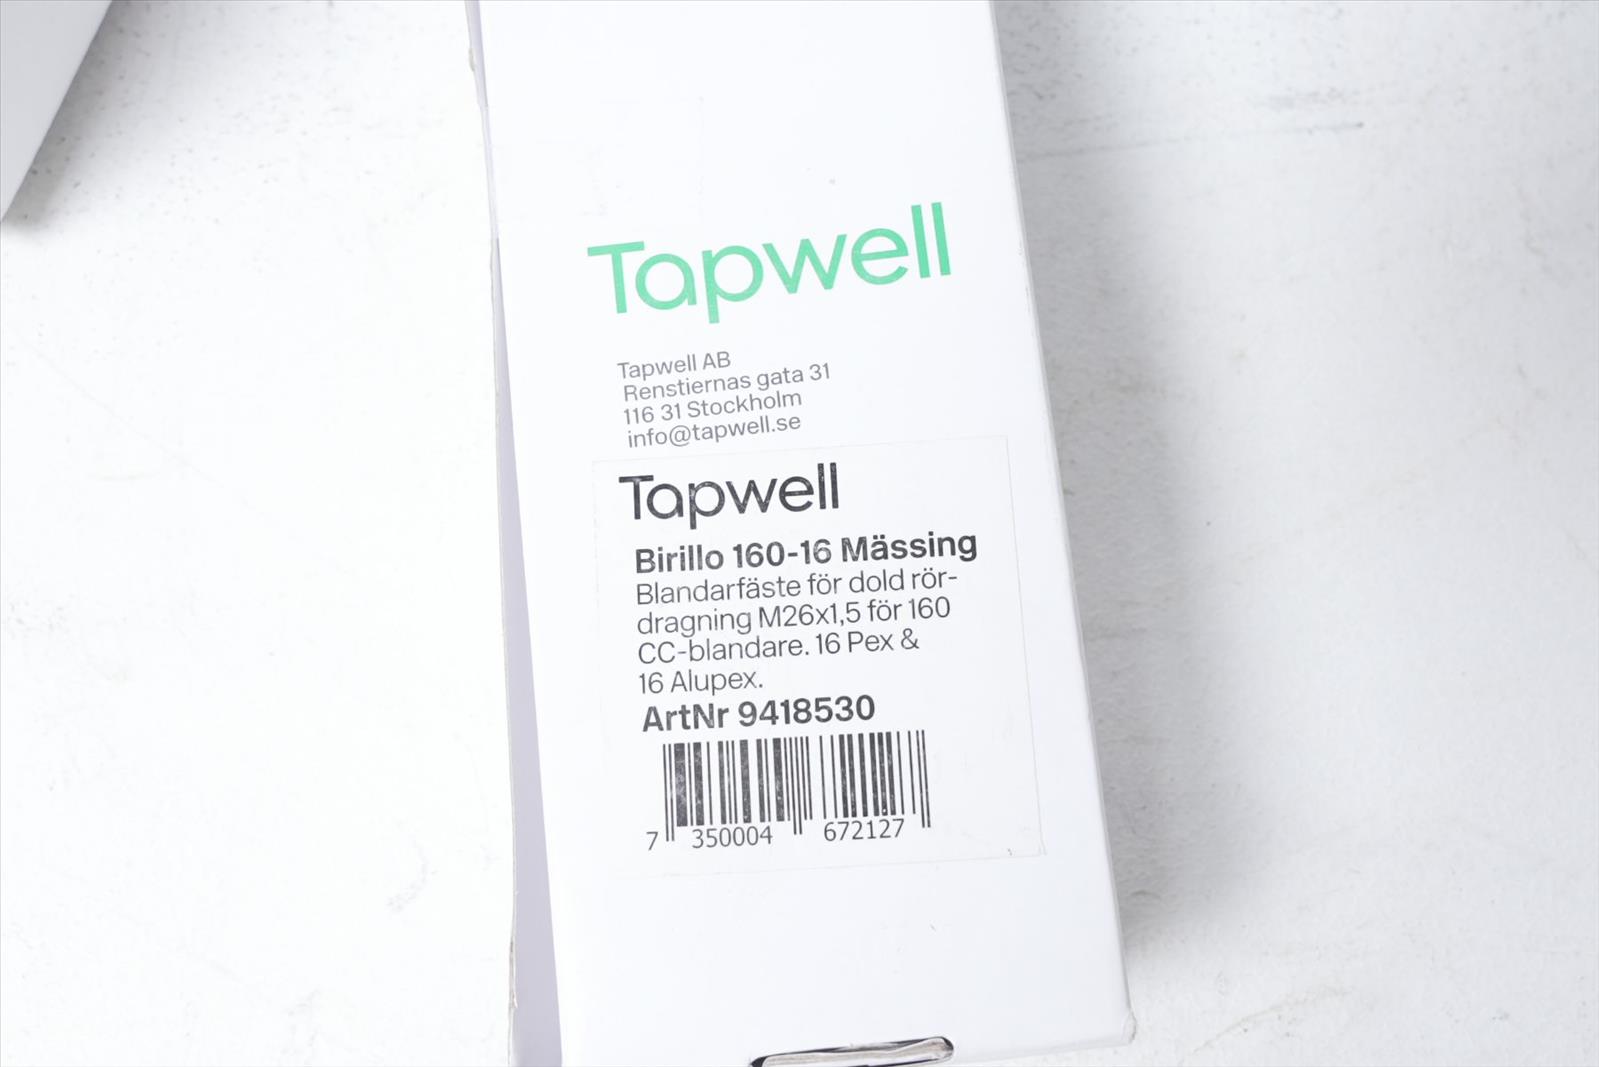 Tapwell
Tapwell AB
Renstiernas gata 31
116 31 Stockholm
info@tapwell.se
Tapwell
Birillo 160-16 Mässing
Blandarfäste för dold rör-
dragning M26x1,5 för 160
CC-blandare. 16 Pex &
16 Alupex.
ArtNr 9418530
7 350004 672127